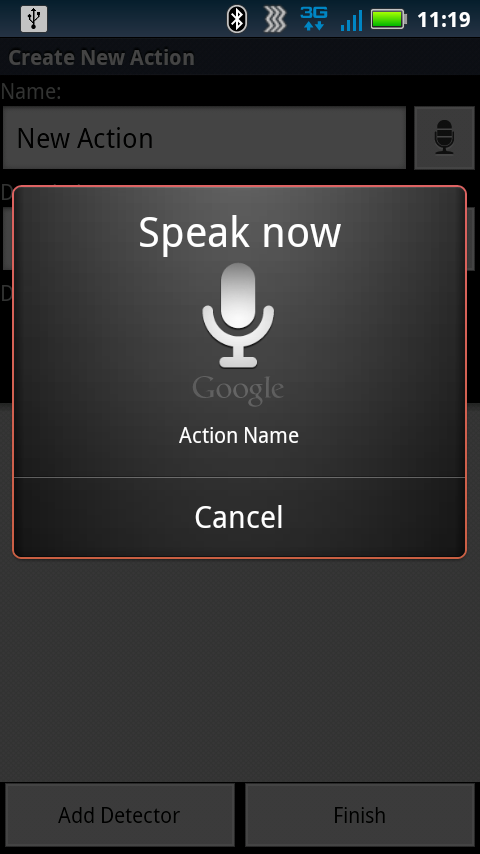 3G 11:19
Create New Action
Name:
New Action
Speak now
Google
Action Name
Cancel
Add Detector Finish